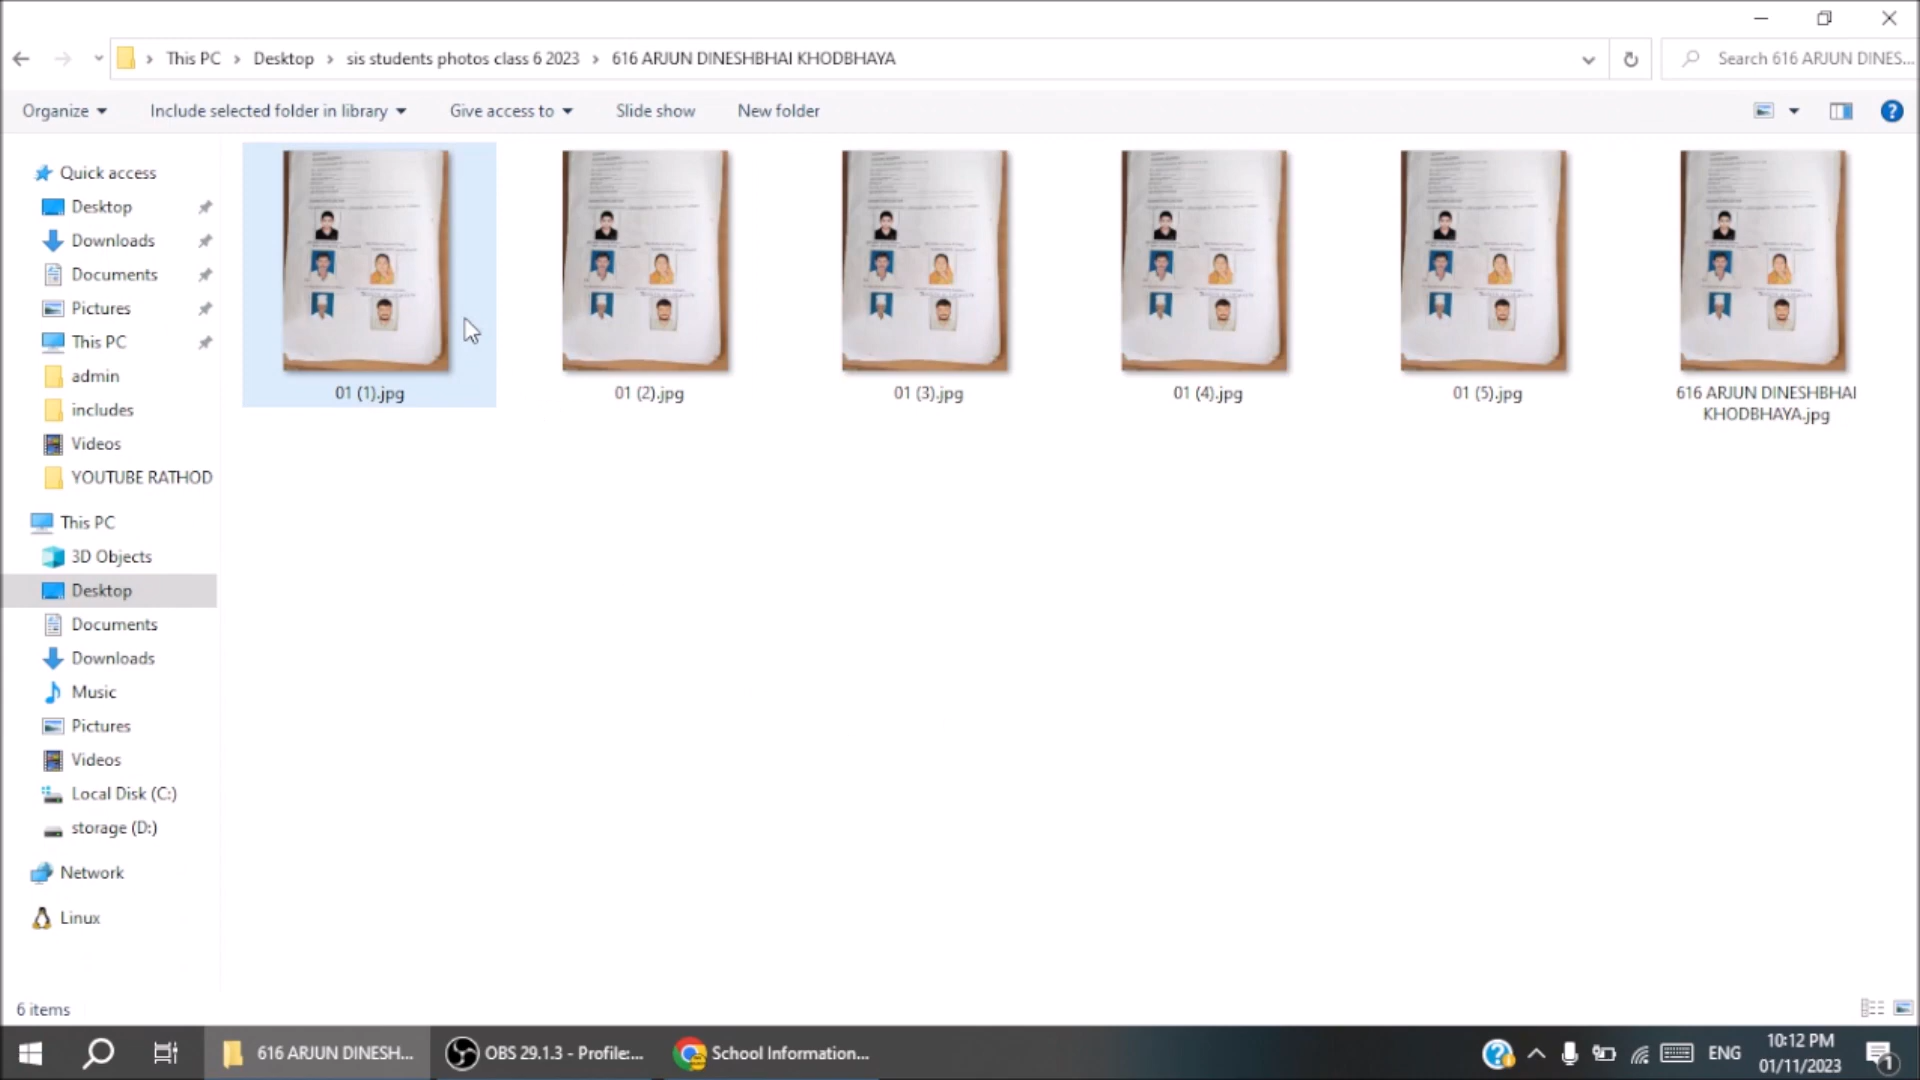 This PC
Desktop
sis students photos class 6 2023
616 ARJUN DINESHBHAI KHODBHAYA
Search 616 ARJUN DINES...
Organize
Include selected folder in library
Give access to
Slide show
New folder
Quick access
Desktop
Downloads
Documents
Pictures
This PC
admin
includes
Videos
YOUTUBE RATHOD
This PC
3D Objects
Desktop
Documents
Downloads
Music
Pictures
Videos
Local Disk (C:)
storage (D:)
Network
Linux
01 (1).jpg
01 (2).jpg
01 (3).jpg
01 (4).jpg
01 (5).jpg
616 ARJUN DINESHBHAI
KHODBHAYA.jpg
6 items
616 ARJUN DINESH...
OBS 29.1.3 - Profile:...
School Information...
ENG
10:12 PM
01/11/2023
1